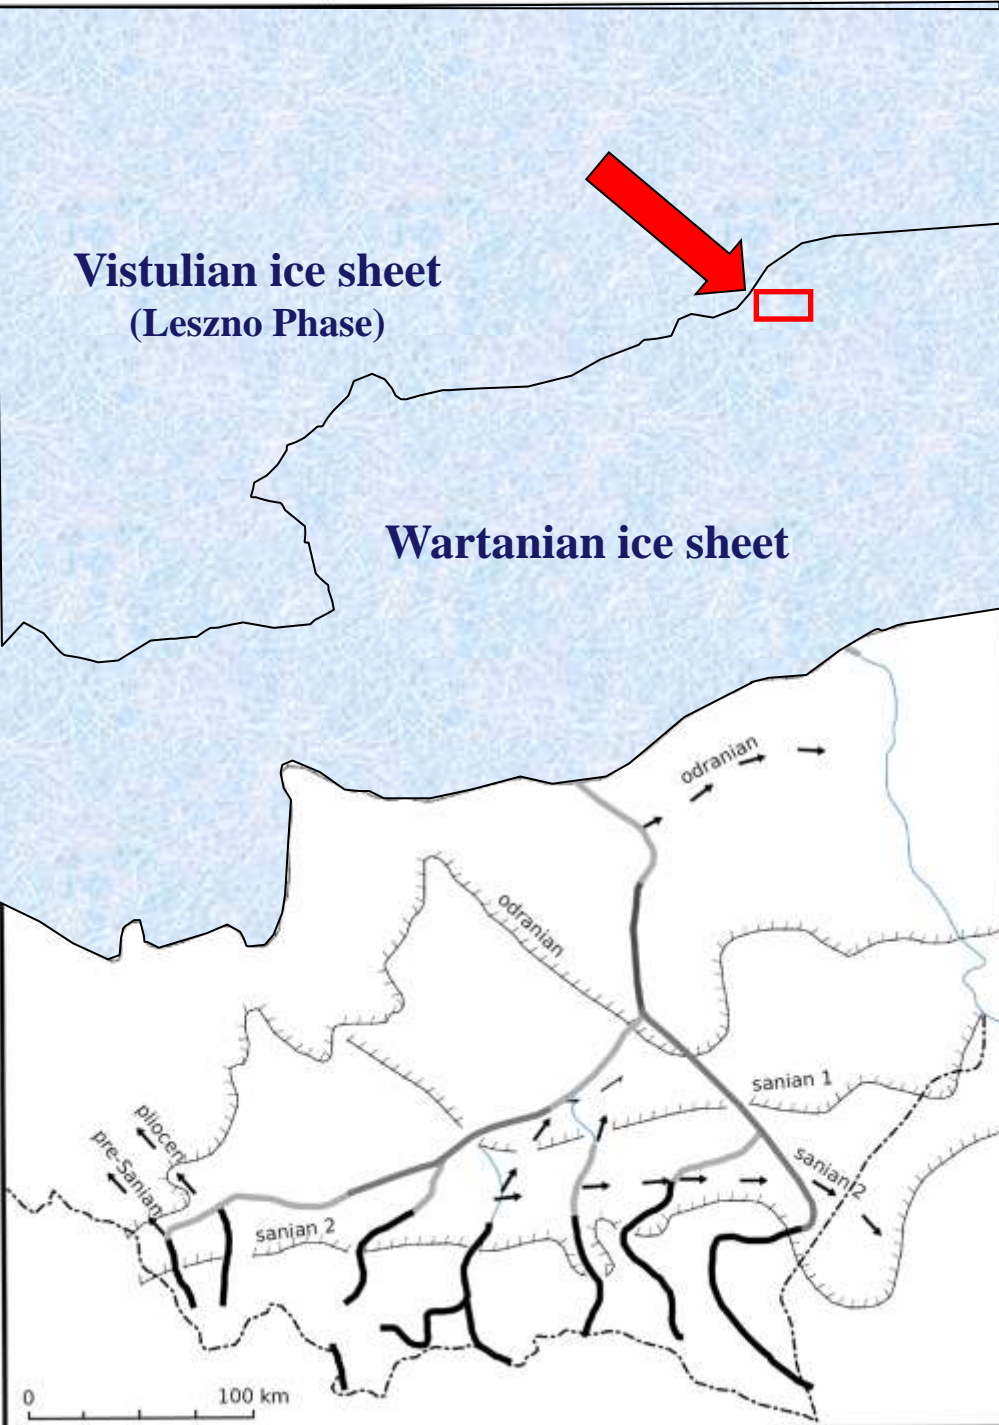 Vistulian ice sheet
(Leszno Phase)
Wartanian ice sheet
odranian
odranian
sanian 1
pliocen
pre-Sanian
sanian 2
sanian 2
0
100 km